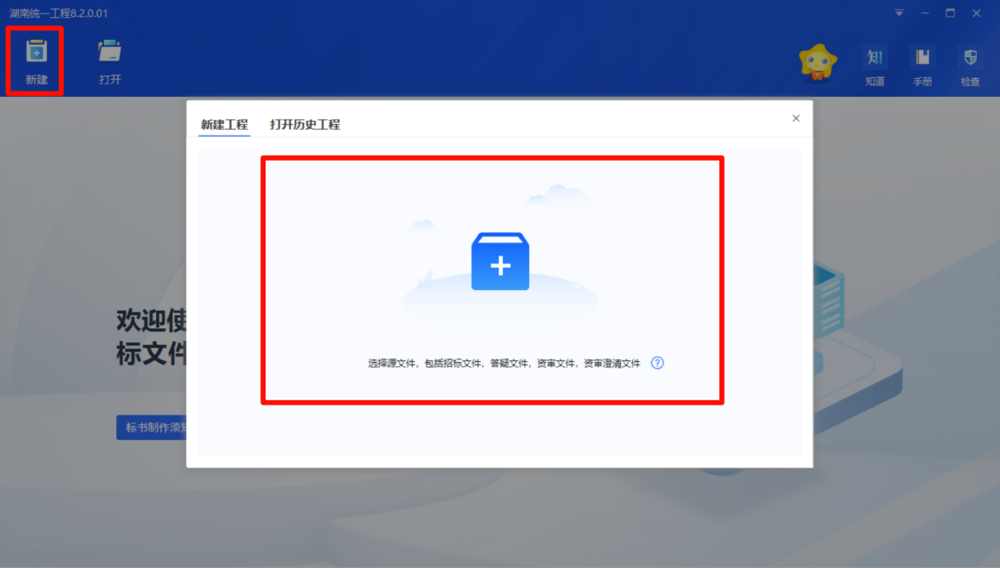 湖南统一工程8.2.0.01
新建
打开
知道
手册
检查
新建工程
打开历史工程
欢迎使
标文件
选择源文件，包括招标文件，答疑文件，资审文件，资审澄清文件
标书制作须